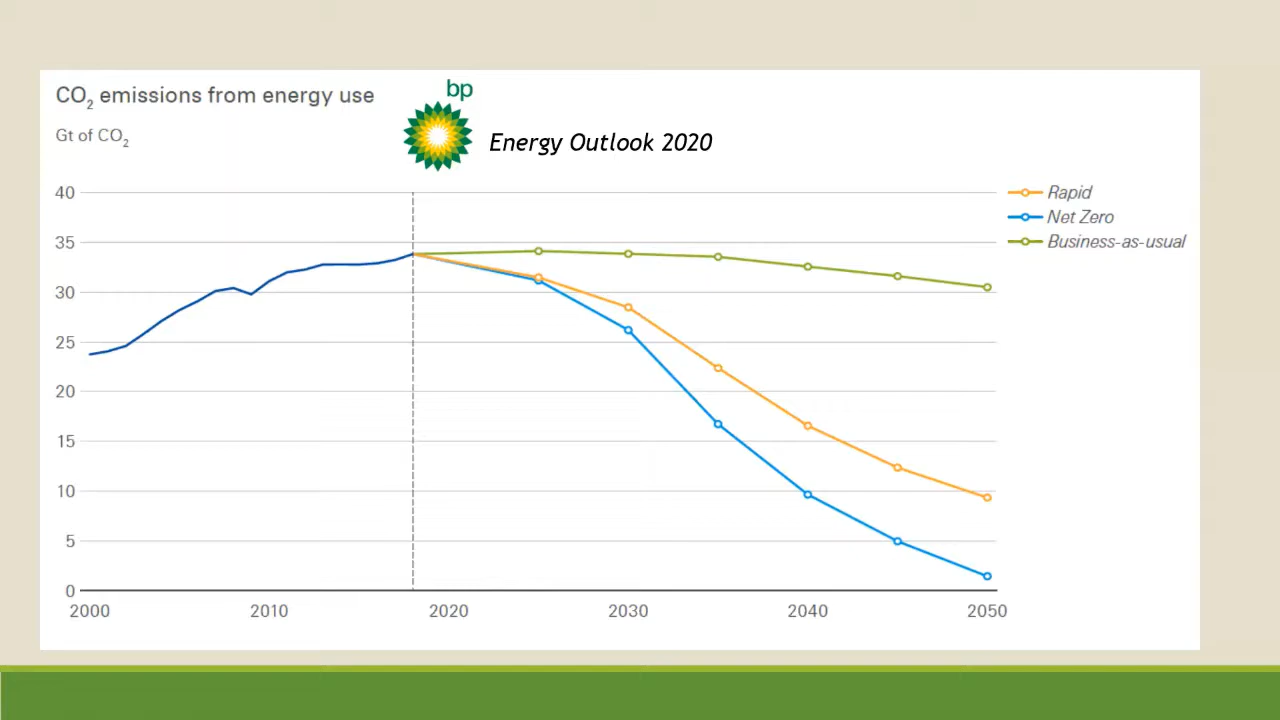 CO₂ emissions from energy use
bp
Gt of CO₂
Energy Outlook 2020
40
35
30
25
20
15
10
5
0
2000 2010 2020 2030 2040 2050
Rapid
Net Zero
Business-as-usual